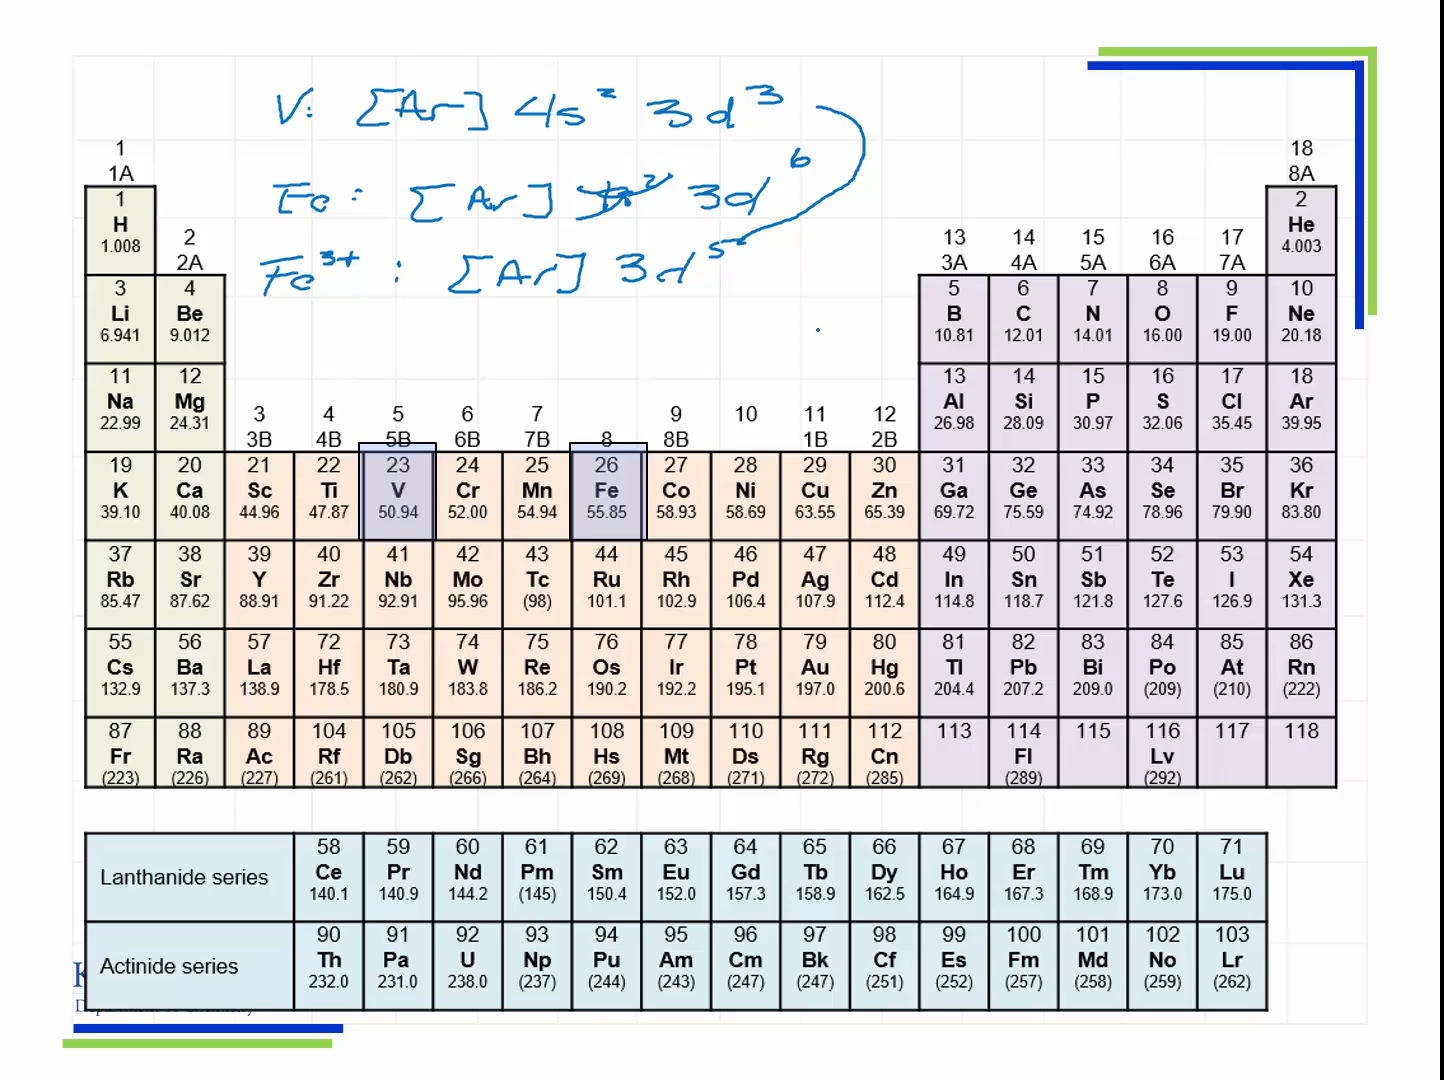 V: [Ar] 4s² 3d³
Fe: [Ar] 3d⁶
Fe³⁺: [Ar] 3d⁵
1 18
1A 8A
1 2
H He
1.008 4.003
2 13 14 15 16 17
2A 3A 4A 5A 6A 7A
3 4 5 6 7 8 9 10
Li Be B C N O F Ne
6.941 9.012 10.81 12.01 14.01 16.00 19.00 20.18
11 12 13 14 15 16 17 18
Na Mg Al Si P S Cl Ar
22.99 24.31 26.98 28.09 30.97 32.06 35.45 39.95
3 4 5 6 7 8 9 10 11 12
3B 4B 5B 6B 7B 8B 1B 2B
19 20 21 22 23 24 25 26 27 28 29 30 31 32 33 34 35 36
K Ca Sc Ti V Cr Mn Fe Co Ni Cu Zn Ga Ge As Se Br Kr
39.10 40.08 44.96 47.87 50.94 52.00 54.94 55.85 58.93 58.69 63.55 65.39 69.72 75.59 74.92 78.96 79.90 83.80
37 38 39 40 41 42 43 44 45 46 47 48 49 50 51 52 53 54
Rb Sr Y Zr Nb Mo Tc Ru Rh Pd Ag Cd In Sn Sb Te I Xe
85.47 87.62 88.91 91.22 92.91 95.96 (98) 101.1 102.9 106.4 107.9 112.4 114.8 118.7 121.8 127.6 126.9 131.3
55 56 57 72 73 74 75 76 77 78 79 80 81 82 83 84 85 86
Cs Ba La Hf Ta W Re Os Ir Pt Au Hg Tl Pb Bi Po At Rn
132.9 137.3 138.9 178.5 180.9 183.8 186.2 190.2 192.2 195.1 197.0 200.6 204.4 207.2 209.0 (209) (210) (222)
87 88 89 104 105 106 107 108 109 110 111 112 113 114 115 116 117 118
Fr Ra Ac Rf Db Sg Bh Hs Mt Ds Rg Cn Fl Lv
(223) (226) (227) (261) (262) (266) (264) (269) (268) (271) (272) (285) (289) (292)
58 59 60 61 62 63 64 65 66 67 68 69 70 71
Lanthanide series Ce Pr Nd Pm Sm Eu Gd Tb Dy Ho Er Tm Yb Lu
140.1 140.9 144.2 (145) 150.4 152.0 157.3 158.9 162.5 164.9 167.3 168.9 173.0 175.0
90 91 92 93 94 95 96 97 98 99 100 101 102 103
Actinide series Th Pa U Np Pu Am Cm Bk Cf Es Fm Md No Lr
232.0 231.0 238.0 (237) (244) (243) (247) (247) (251) (252) (257) (258) (259) (262)